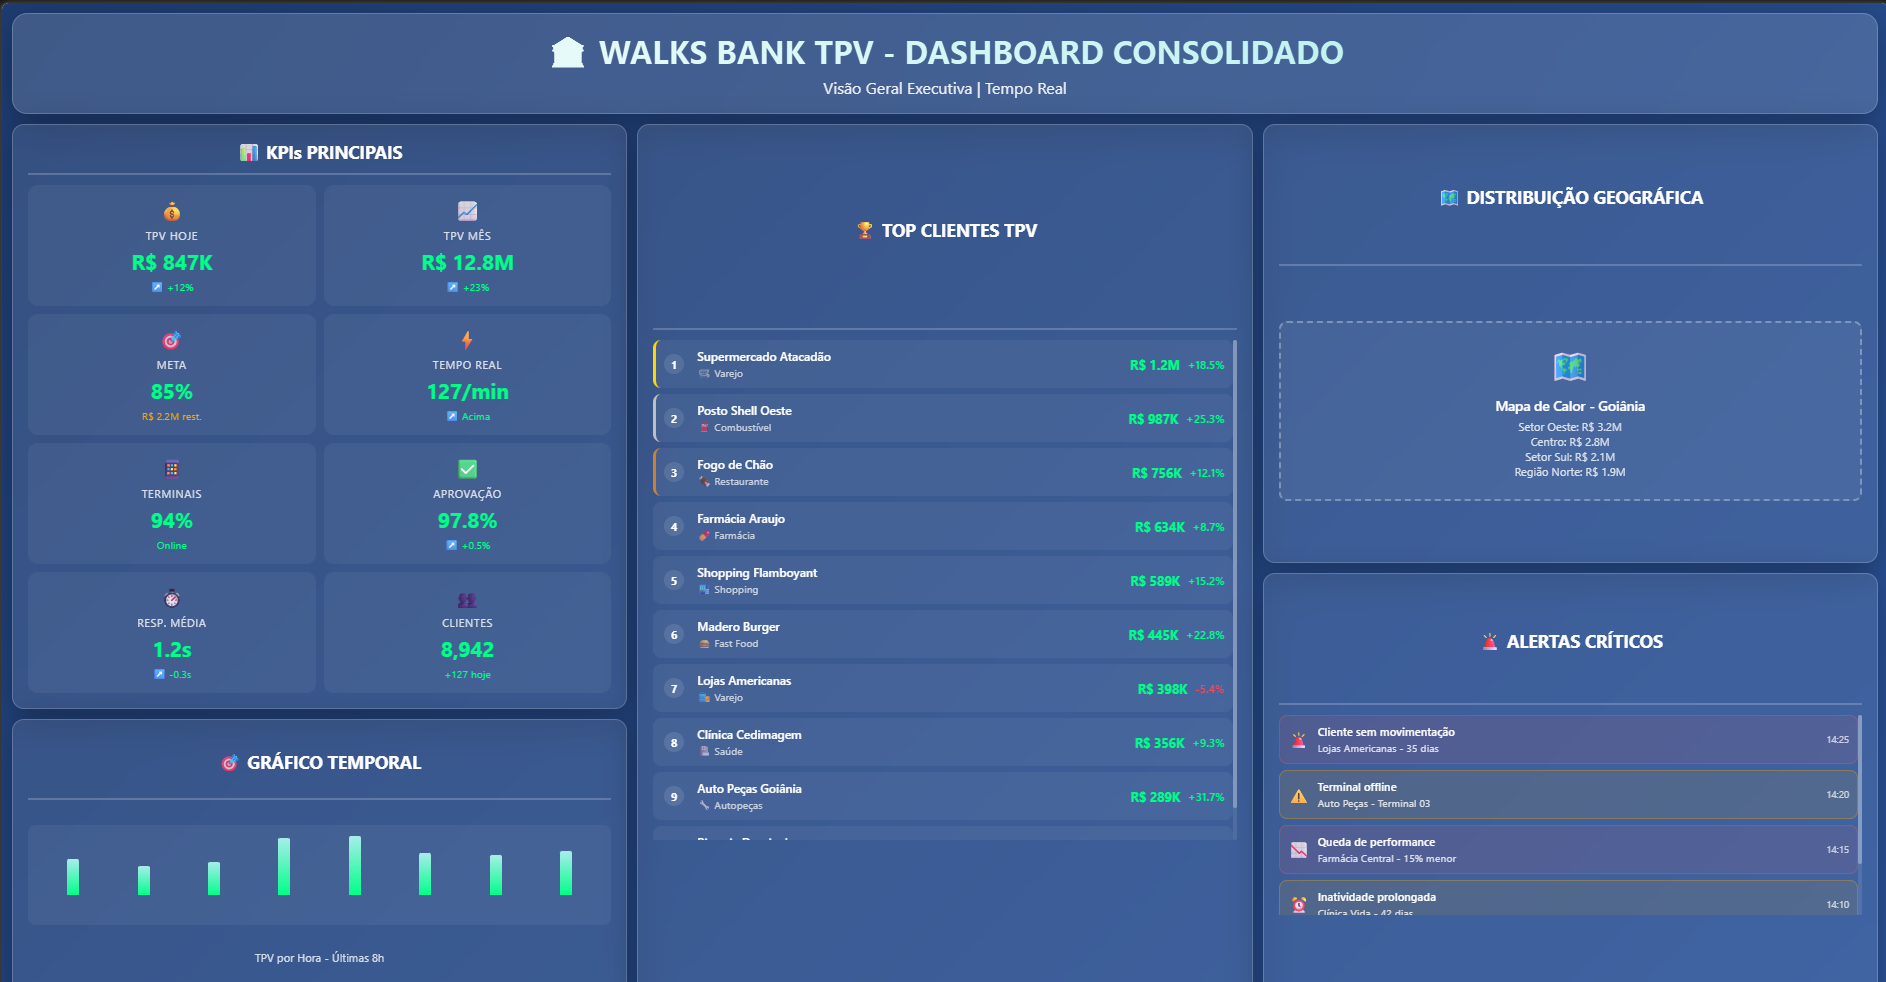 WALKS BANK TPV - DASHBOARD CONSOLIDADO
Visão Geral Executiva | Tempo Real
KPIs PRINCIPAIS
TPV HOJE
R$ 847K
+12%
TPV MÊS
R$ 12.8M
+23%
META
85%
R$ 2.2M rest.
TEMPO REAL
127/min
Acima
TERMINAIS
94%
Online
APROVAÇÃO
97.8%
+0.5%
RESP. MÉDIA
1.2s
-0.3s
CLIENTES
8,942
+127 hoje
GRÁFICO TEMPORAL
TPV por Hora - Últimas 8h
TOP CLIENTES TPV
1 Supermercado Atacadão R$ 1.2M +18.5%
Varejo
2 Posto Shell Oeste R$ 987K +25.3%
Combustível
3 Fogo de Chão R$ 756K +12.1%
Restaurante
4 Farmácia Araujo R$ 634K +8.7%
Farmácia
5 Shopping Flamboyant R$ 589K +15.2%
Shopping
6 Madero Burger R$ 445K +22.8%
Fast Food
7 Lojas Americanas R$ 398K -5.4%
Varejo
8 Clínica Cedimagem R$ 356K +9.3%
Saúde
9 Auto Peças Goiânia R$ 289K +31.7%
Autopeças
DISTRIBUIÇÃO GEOGRÁFICA
Mapa de Calor - Goiânia
Setor Oeste: R$ 3.2M
Centro: R$ 2.8M
Setor Sul: R$ 2.1M
Região Norte: R$ 1.9M
ALERTAS CRÍTICOS
Cliente sem movimentação
Lojas Americanas - 35 dias
14:25
Terminal offline
Auto Peças - Terminal 03
14:20
Queda de performance
Farmácia Central - 15% menor
14:15
Inatividade prolongada
Clínica Vida - 42 dias
14:10